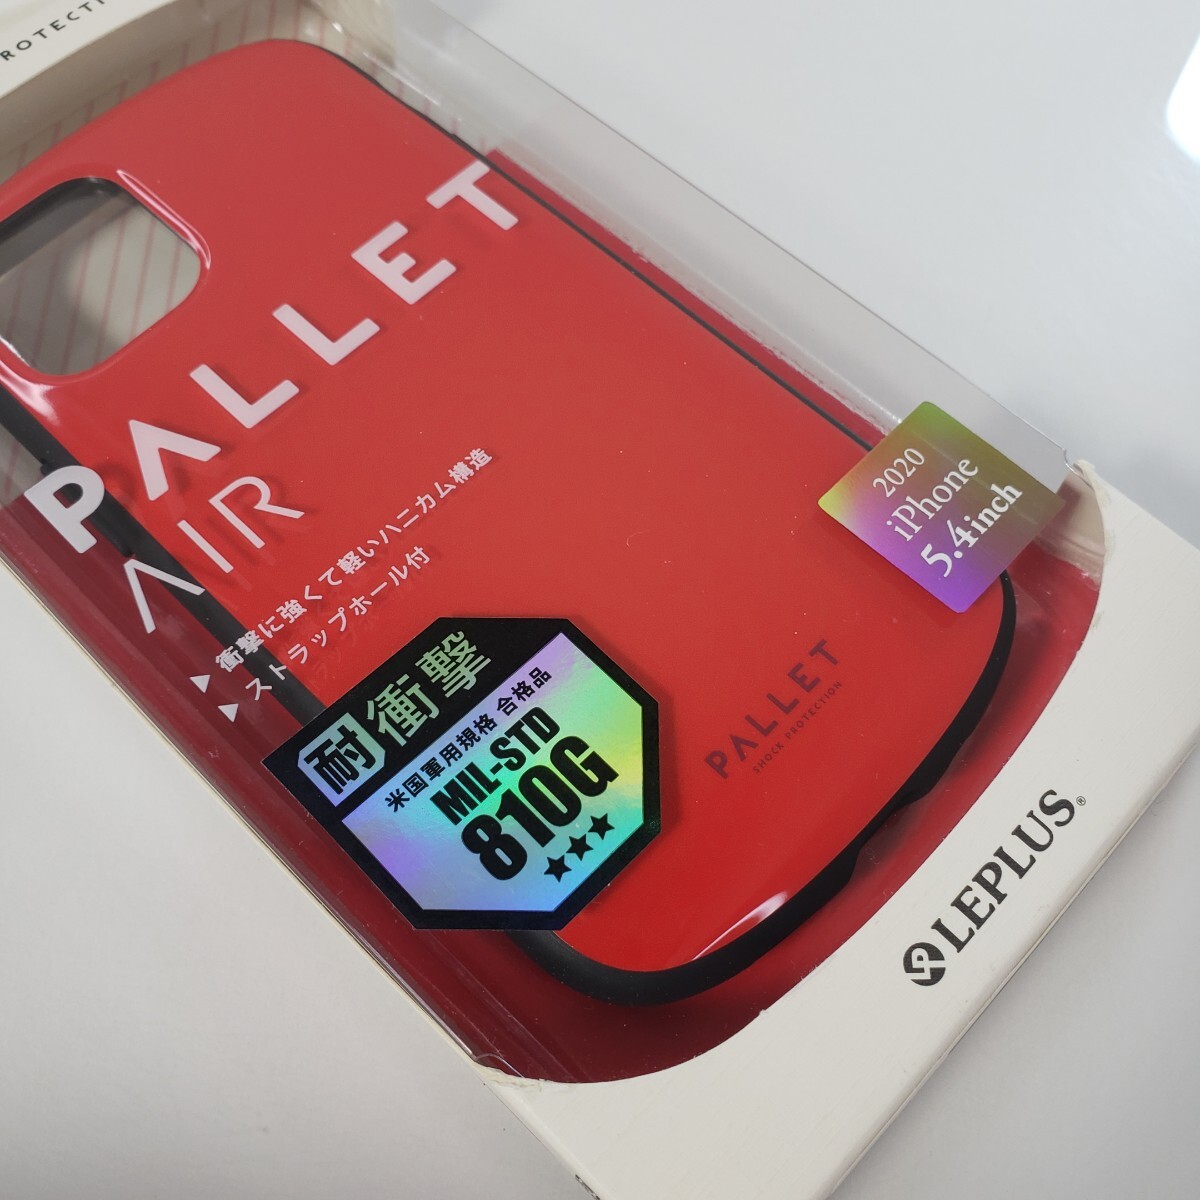 PALLET
AIR
▶ 衝撃に強くて軽いハニカム構造
▶ ストラップホール付
2020
iPhone
5.4inch
耐衝撃
米国軍用規格 合格品
MIL-STD
810G
★★★
PALLET
SHOCK PROTECTION
LEPLUS®